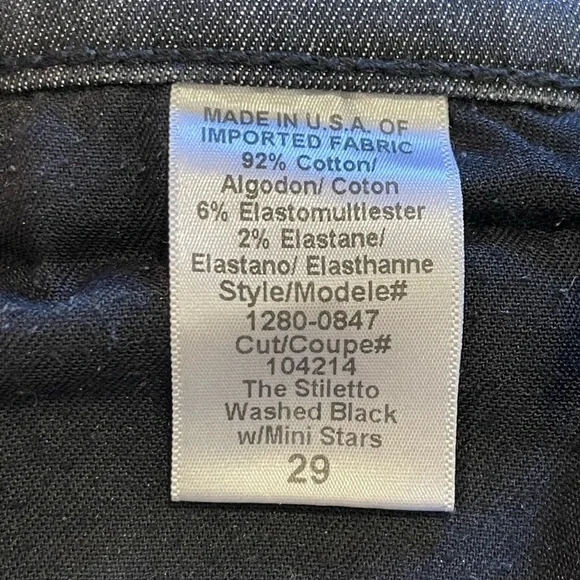 MADE IN U.S.A. OF
IMPORTED FABRIC
92% Cotton/
Algodon/ Coton
6% Elastomultiester
2% Elastane/
Elastano/ Elasthanne
Style/Modele#
1280-0847
Cut/Coupe#
104214
The Stiletto
Washed Black
w/Mini Stars
29